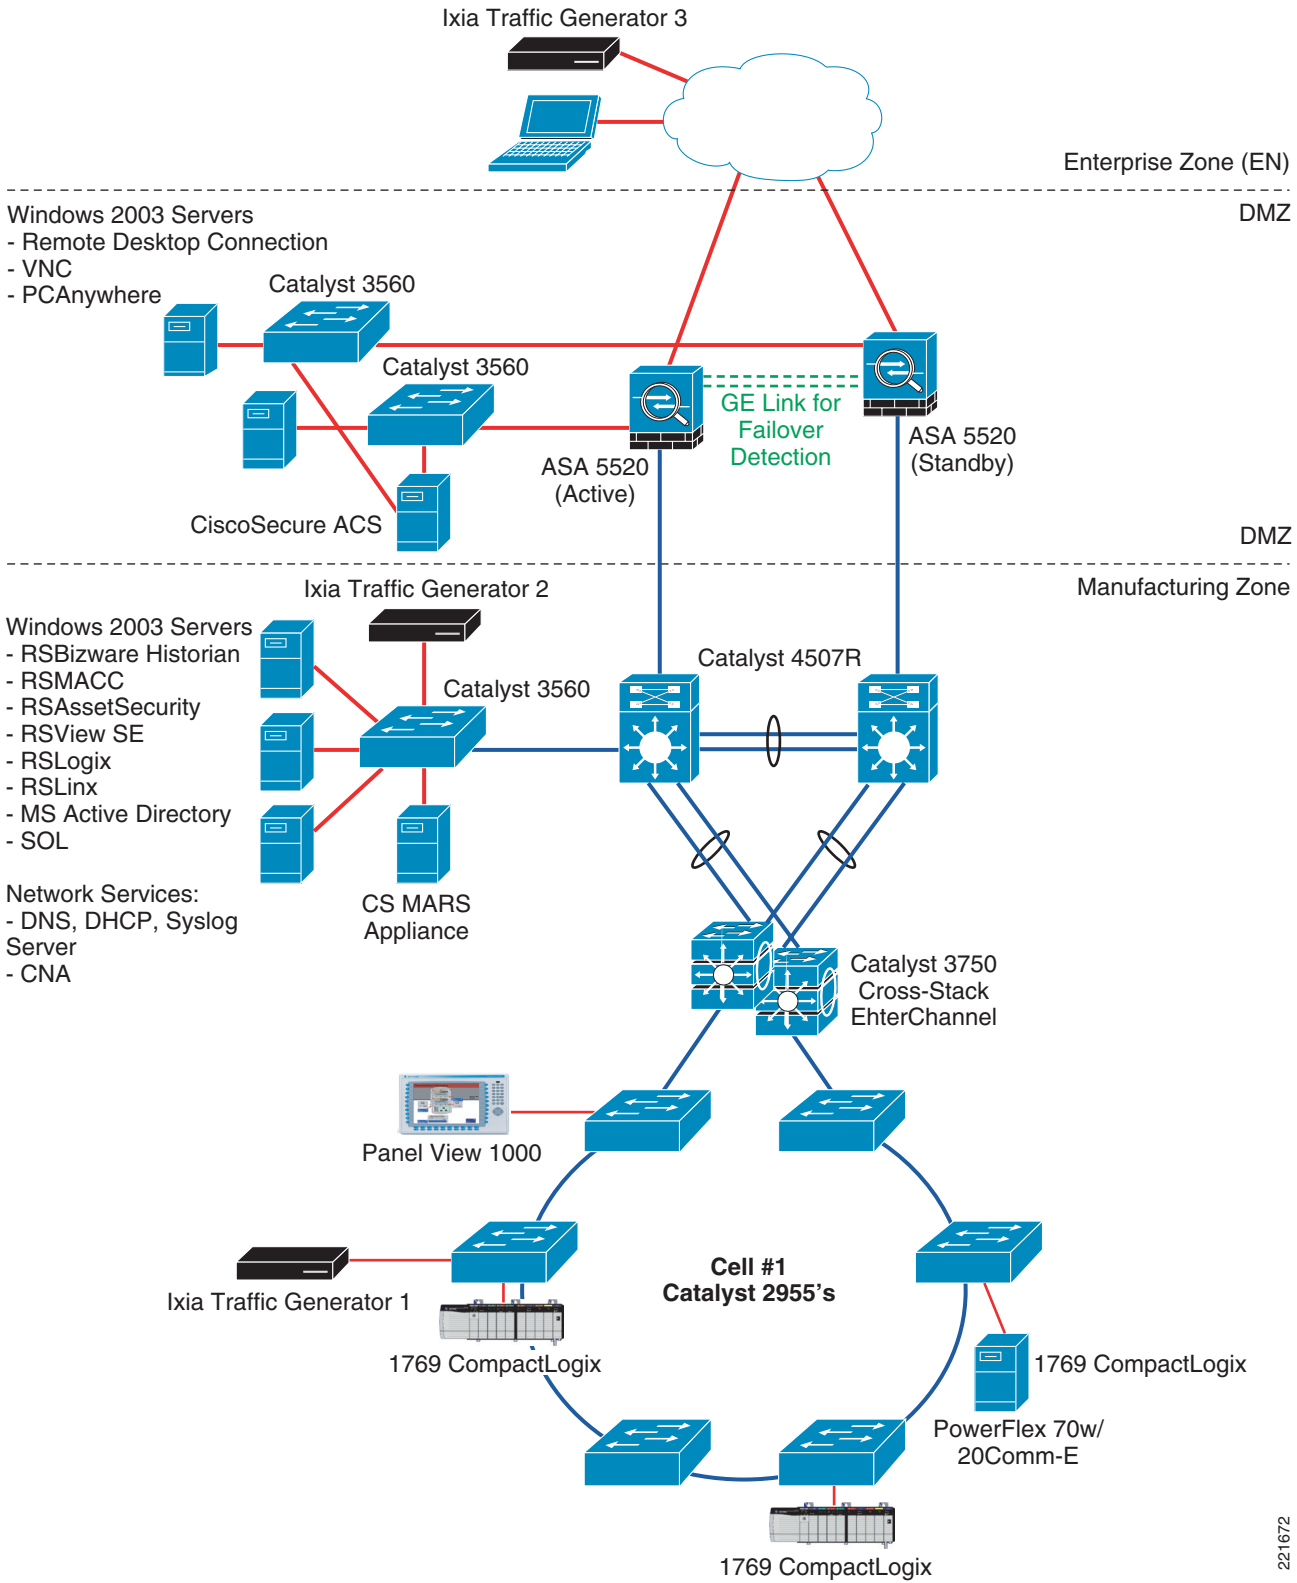 Ixia Traffic Generator 3
Enterprise Zone (EN)
DMZ
Windows 2003 Servers
- Remote Desktop Connection
- VNC
- PCAnywhere
Catalyst 3560
Catalyst 3560
GE Link for
Failover
Detection
ASA 5520
(Standby)
ASA 5520
(Active)
CiscoSecure ACS
DMZ
Manufacturing Zone
Ixia Traffic Generator 2
Windows 2003 Servers
- RSBizware Historian
- RSMACC
- RSAssetSecurity
- RSView SE
- RSLogix
- RSLinx
- MS Active Directory
- SOL
Network Services:
- DNS, DHCP, Syslog
Server
- CNA
Catalyst 3560
Catalyst 4507R
CS MARS
Appliance
Catalyst 3750
Cross-Stack
EhterChannel
Panel View 1000
Ixia Traffic Generator 1
Cell #1
Catalyst 2955's
1769 CompactLogix
1769 CompactLogix
PowerFlex 70w/
20Comm-E
1769 CompactLogix
221672